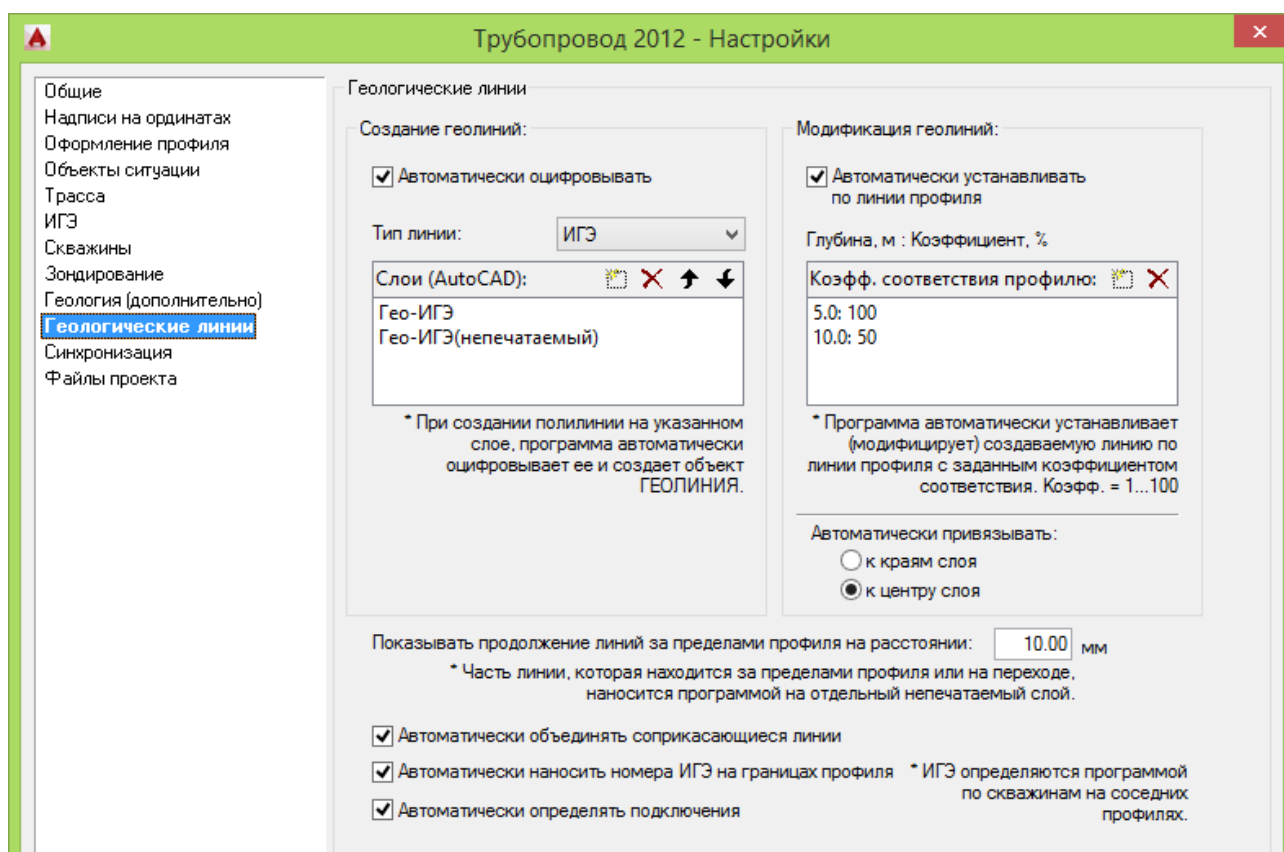 Трубопровод 2012 - Настройки
Общие
Надписи на ординатах
Оформление профиля
Объекты ситуации
Трасса
ИГЭ
Скважины
Зондирование
Геология (дополнительно)
Геологические линии
Синхронизация
Файлы проекта
Геологические линии
Создание геолиний:
Автоматически оцифровывать
Тип линии:
ИГЭ
Слои (AutoCAD):
Гео-ИГЭ
Гео-ИГЭ(непечатаемый)
* При создании полилинии на указанном
слое, программа автоматически
оцифровывает ее и создает объект
ГЕОЛИНИЯ.
Модификация геолиний:
Автоматически устанавливать
по линии профиля
Глубина, м : Коэффициент, %
Коэфф. соответствия профилю:
5.0: 100
10.0: 50
* Программа автоматически устанавливает
(модифицирует) создаваемую линию по
линии профиля с заданным коэффициентом
соответствия. Коэфф. = 1...100
Автоматически привязывать:
к краям слоя
к центру слоя
Показывать продолжение линий за пределами профиля на расстоянии: 10.00 мм
* Часть линии, которая находится за пределами профиля или на переходе,
наносится программой на отдельный непечатаемый слой.
Автоматически объединять соприкасающиеся линии
Автоматически наносить номера ИГЭ на границах профиля
Автоматически определять подключения
* ИГЭ определяются программой
по скважинам на соседних
профилях.